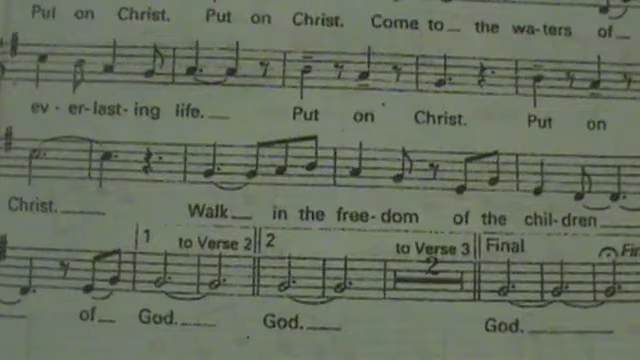 Put on Christ. Put on Christ. Come to the wa-ters of
ev - er-last- ing life. Put on Christ. Put on
Christ. Walk in the free-dom of the chil-dren
1 to Verse 2 2 to Verse 3 Final
2
of God. God. God.